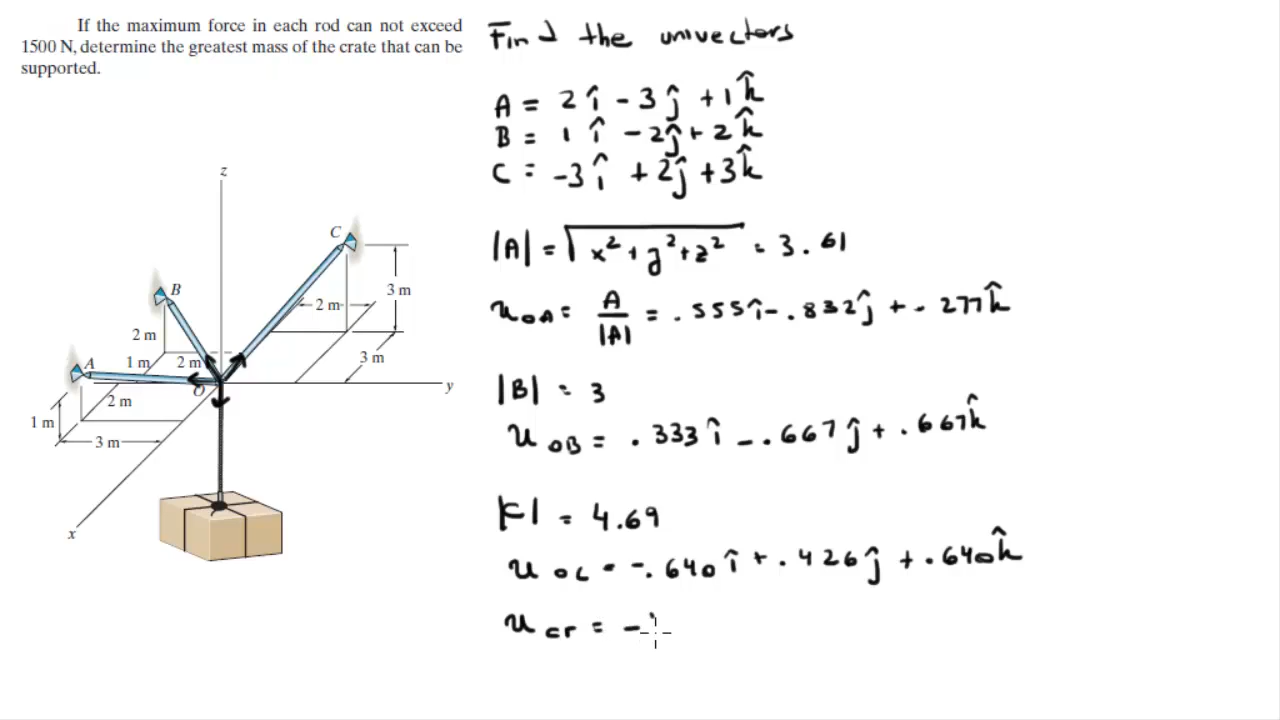 If the maximum force in each rod can not exceed
1500 N, determine the greatest mass of the crate that can be
supported.
Find the univectors
A = 2î - 3ĵ + 1k̂
B = 1î - 2ĵ + 2k̂
C = -3î + 2ĵ + 3k̂
|A| = √x² + y² + z² = 3.61
u_OA = A/|A| = .555î - .832ĵ + .277k̂
|B| = 3
u_OB = .333î - .667ĵ + .667k̂
|C| = 4.69
u_OC = -.640î + .426ĵ + .640k̂
u_cr = -
z
C
B
3 m
2 m
2 m
A
1 m
2 m
3 m
O
y
2 m
1 m
3 m
x